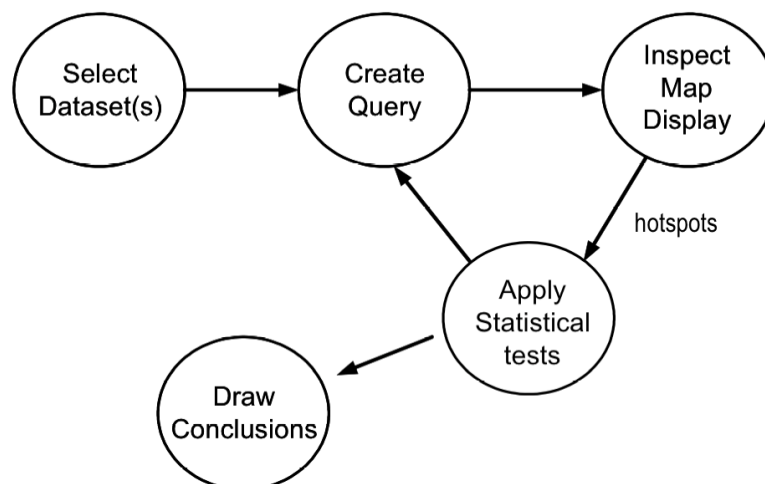 Select
Dataset(s)
Create
Query
Inspect
Map
Display
hotspots
Apply
Statistical
tests
Draw
Conclusions